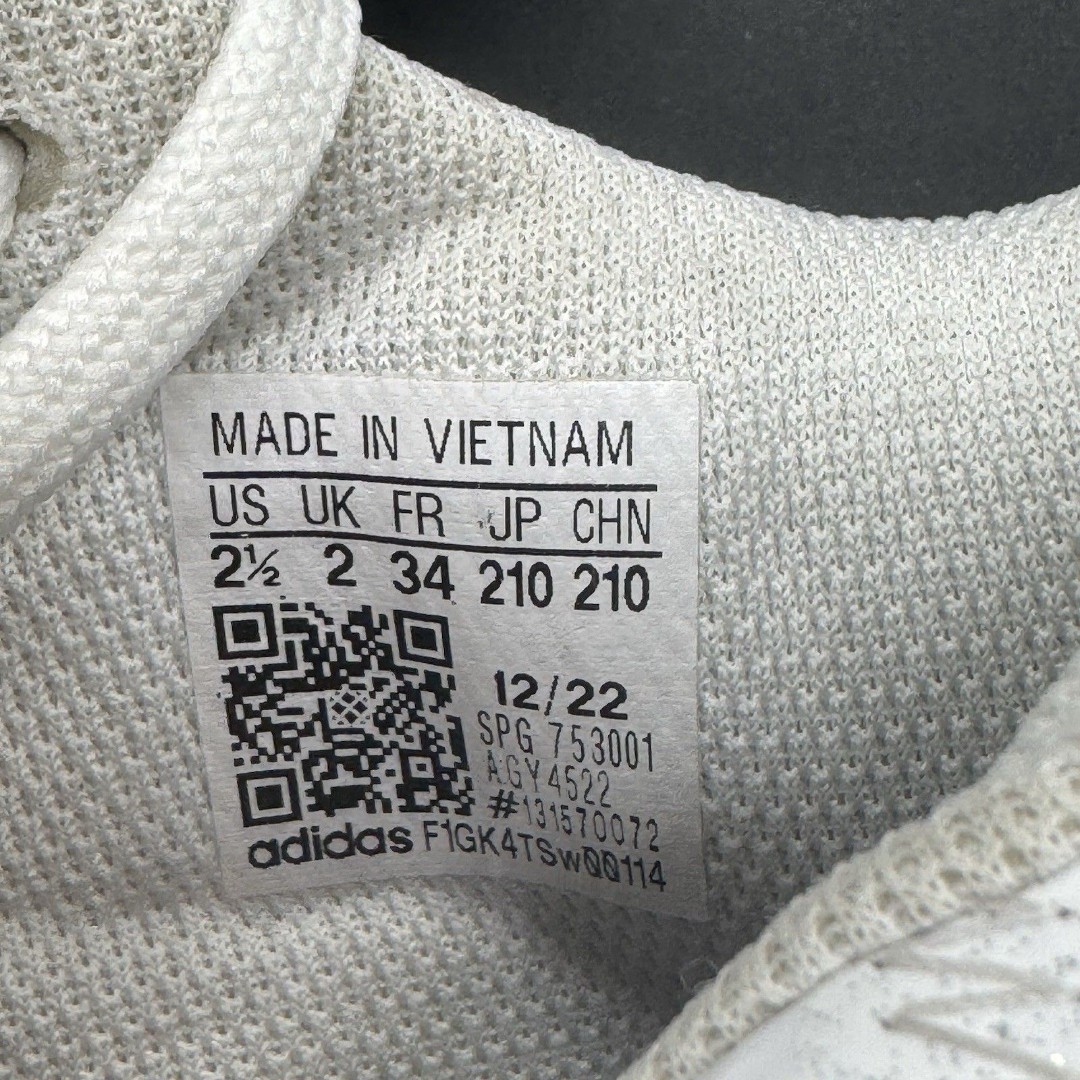 MADE IN VIETNAM
US UK FR JP CHN
2½ 2 34 210 210
12/22
SPG 753001
AGY4522
#131570072
adidas F1GK4TSwQQ114